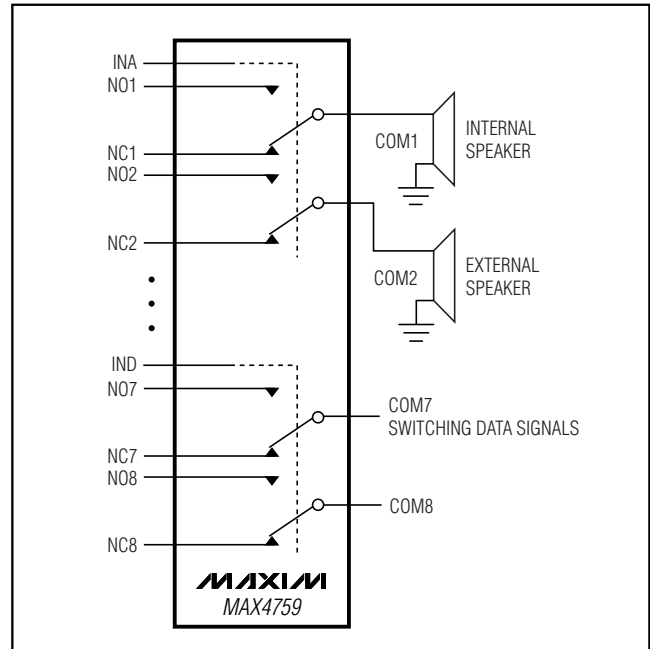 INA
NO1
NC1
NO2
NC2
COM1
INTERNAL
SPEAKER
COM2
EXTERNAL
SPEAKER
IND
NO7
NC7
NO8
NC8
COM7
SWITCHING DATA SIGNALS
COM8
MAXIM
MAX4759